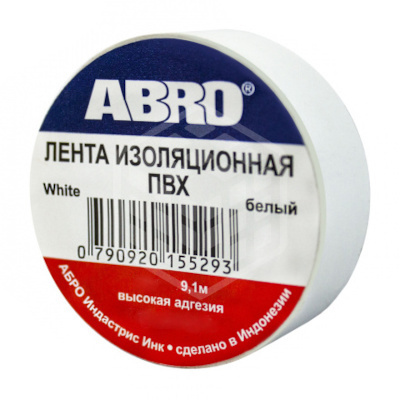 ABRO®
ЛЕНТА ИЗОЛЯЦИОННАЯ
ПВХ
White
белый
0 790920 155293
9,1м
высокая адгезия
АБРО Индастрис Инк • сделано в Индонезии